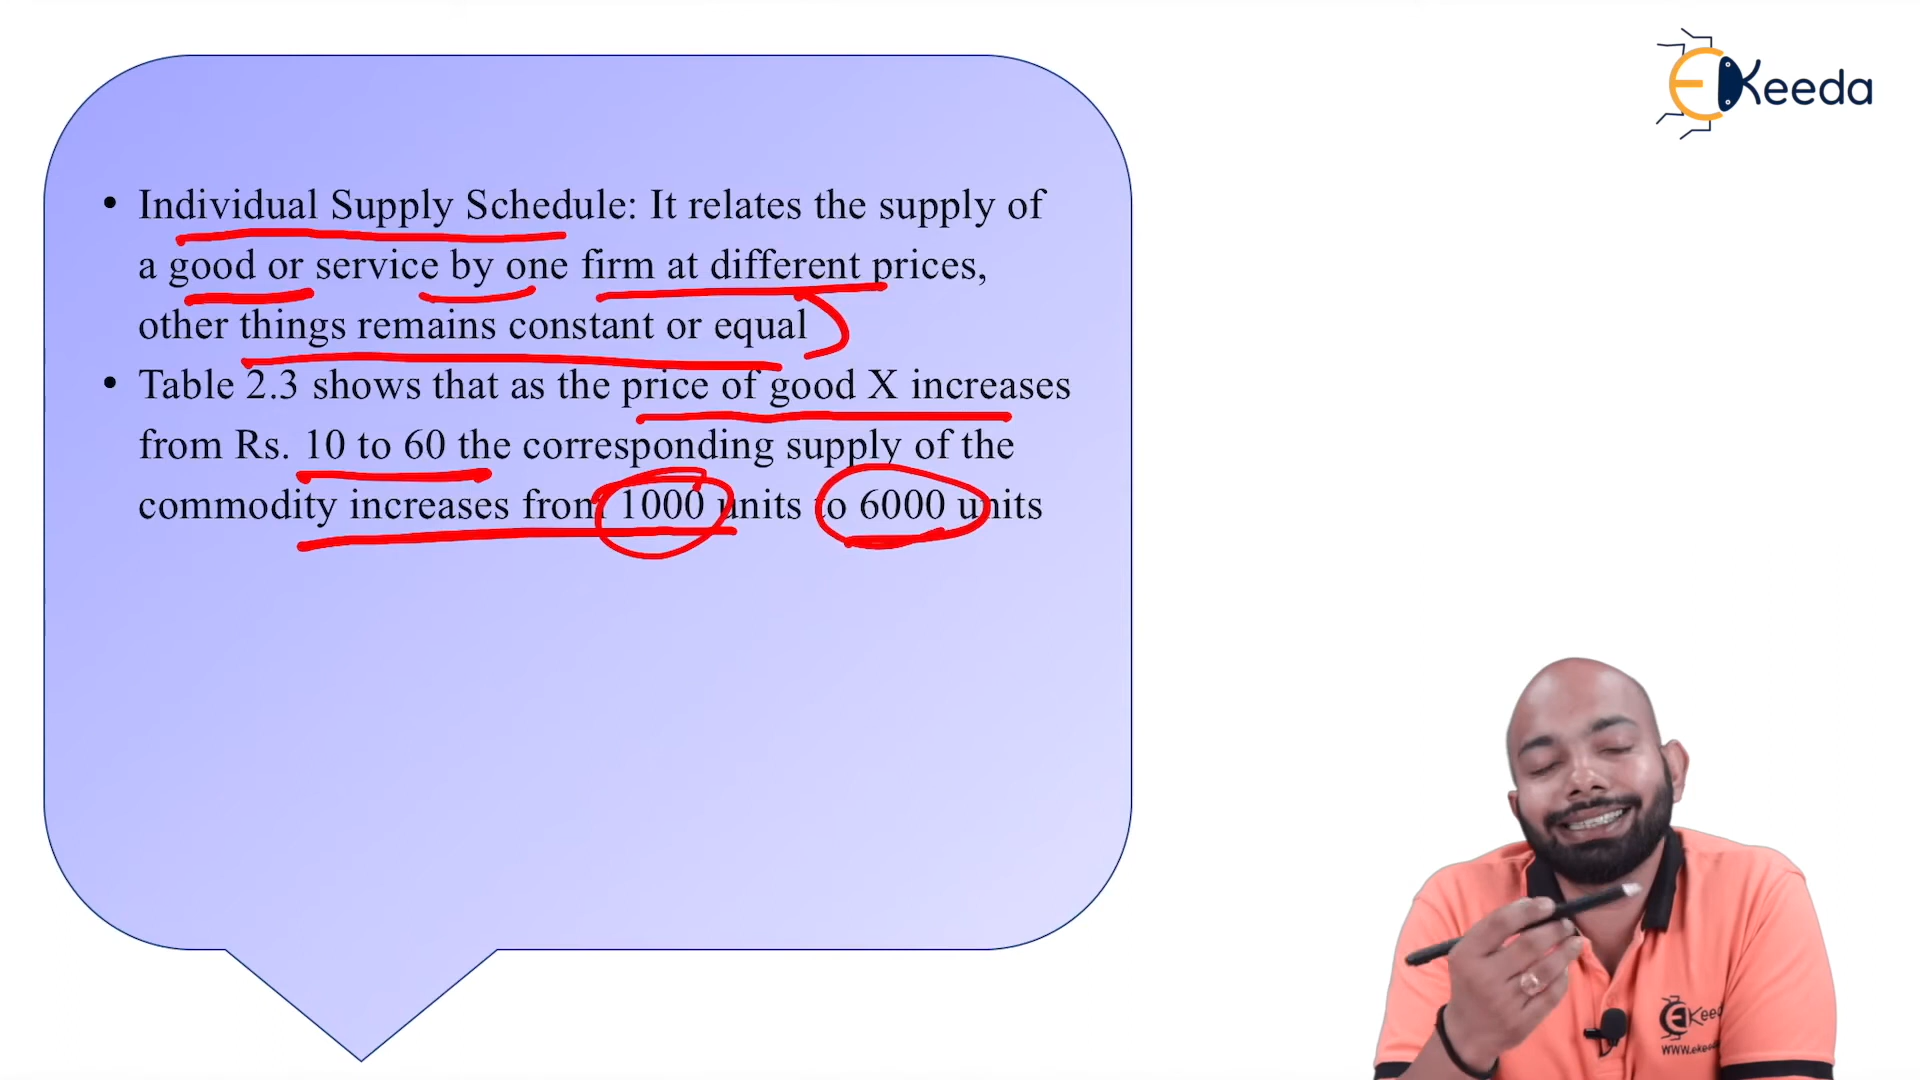 EKeeda
• Individual Supply Schedule: It relates the supply of
a good or service by one firm at different prices,
other things remains constant or equal
• Table 2.3 shows that as the price of good X increases
from Rs. 10 to 60 the corresponding supply of the
commodity increases from 1000 units to 6000 units